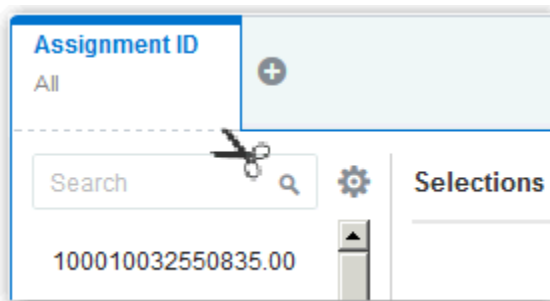 Assignment ID
All
Search
Selections
100010032550835.00